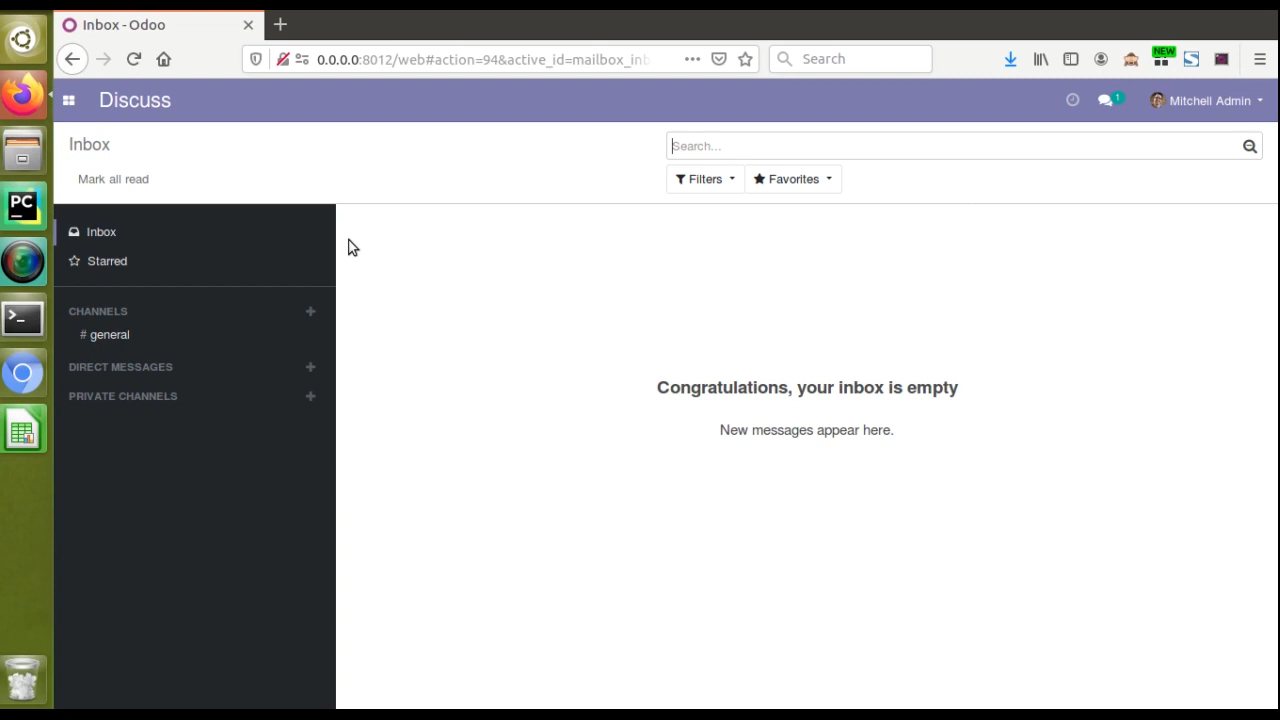 Inbox - Odoo
0.0.0.0:8012/web#action=94&active_id=mailbox_inb
Search
NEW
Discuss
1
Mitchell Admin
Inbox
Search...
Mark all read
Filters
Favorites
Inbox
Starred
CHANNELS
# general
DIRECT MESSAGES
PRIVATE CHANNELS
Congratulations, your inbox is empty
New messages appear here.
PC